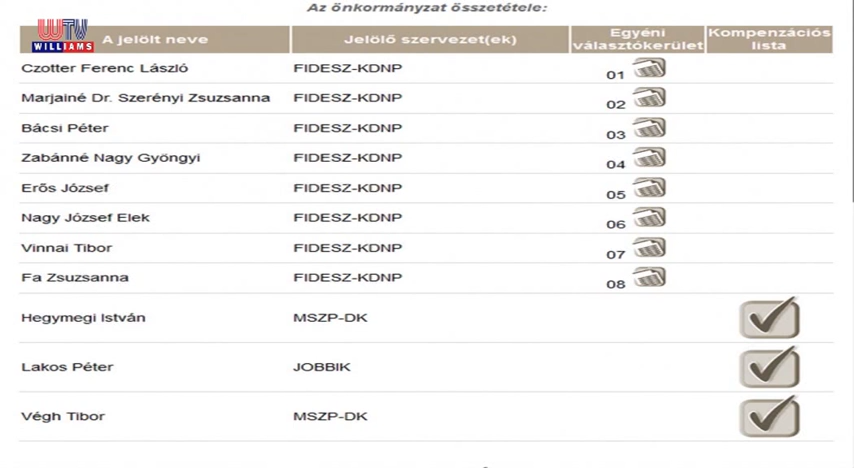 Az önkormányzat összetétele:
WTV
WILLIAMS
A jelölt neve Jelölő szervezet(ek) Egyéni választókerület Kompenzációs lista
Czotter Ferenc László FIDESZ-KDNP 01
Marjainé Dr. Szerényi Zsuzsanna FIDESZ-KDNP 02
Bácsi Péter FIDESZ-KDNP 03
Zabánné Nagy Gyöngyi FIDESZ-KDNP 04
Erős József FIDESZ-KDNP 05
Nagy József Elek FIDESZ-KDNP 06
Vinnai Tibor FIDESZ-KDNP 07
Fa Zsuzsanna FIDESZ-KDNP 08
Hegymegi István MSZP-DK
Lakos Péter JOBBIK
Végh Tibor MSZP-DK